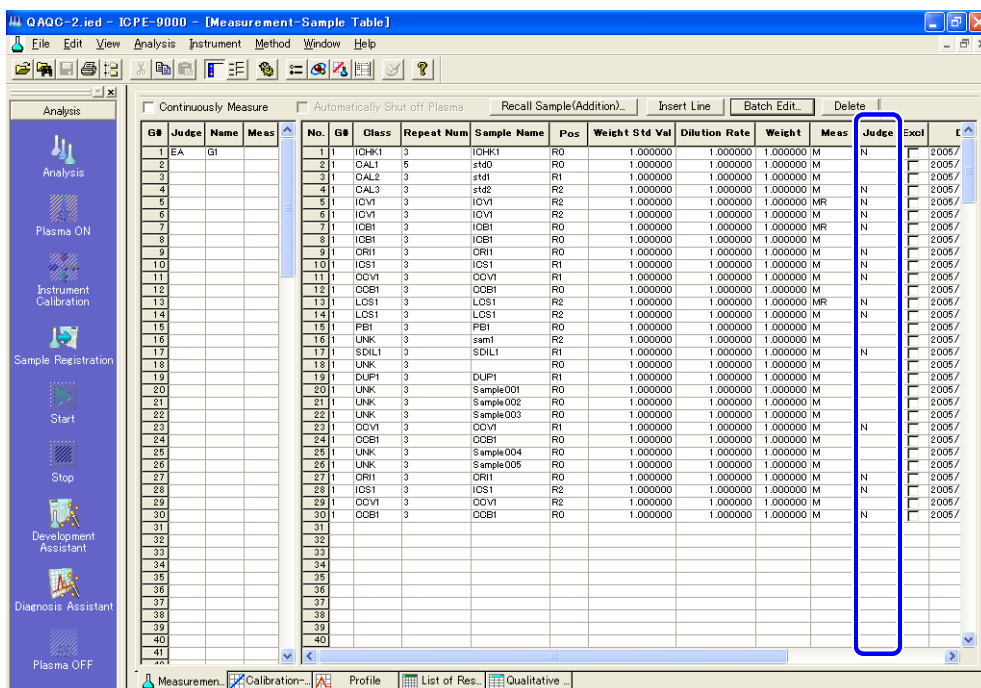 QAQC-2.ied - ICPE-9000 - [Measurement-Sample Table]
File Edit View Analysis Instrument Method Window Help
Analysis
Continuously Measure Automatically Shut off Plasma Recall Sample(Addition)... Insert Line Batch Edit... Delete
G# Judge Name Meas
No. G# Class Repeat Num Sample Name Pos Weight Std Val Dilution Rate Weight Meas Judge Excl
1 EA G1 1 1 ICHK1 3 ICHK1 R0 1.000000 1.000000 1.000000 M N 2005/
2 2 1 CAL1 5 std0 R0 1.000000 1.000000 1.000000 M 2005/
3 3 1 CAL2 3 std1 R1 1.000000 1.000000 1.000000 M 2005/
4 4 1 CAL3 3 std2 R2 1.000000 1.000000 1.000000 M N 2005/
5 5 1 ICV1 3 ICV1 R2 1.000000 1.000000 1.000000 MR N 2005/
6 6 1 ICV1 3 ICV1 R2 1.000000 1.000000 1.000000 M N 2005/
7 7 1 ICB1 3 ICB1 R0 1.000000 1.000000 1.000000 MR N 2005/
8 8 1 ICB1 3 ICB1 R0 1.000000 1.000000 1.000000 M 2005/
9 9 1 CRI1 3 CRI1 R0 1.000000 1.000000 1.000000 M N 2005/
10 10 1 ICS1 3 ICS1 R1 1.000000 1.000000 1.000000 M N 2005/
11 11 1 CCV1 3 CCV1 R1 1.000000 1.000000 1.000000 M N 2005/
12 12 1 CCB1 3 CCB1 R0 1.000000 1.000000 1.000000 M 2005/
13 13 1 LCS1 3 LCS1 R2 1.000000 1.000000 1.000000 MR N 2005/
14 14 1 LCS1 3 LCS1 R2 1.000000 1.000000 1.000000 M N 2005/
15 15 1 PB1 3 PB1 R0 1.000000 1.000000 1.000000 M 2005/
16 16 1 UNK 3 sam1 R2 1.000000 1.000000 1.000000 M 2005/
17 17 1 SDIL1 3 SDIL1 R1 1.000000 1.000000 1.000000 M N 2005/
18 18 1 UNK 3 R0 1.000000 1.000000 1.000000 M 2005/
19 19 1 DUP1 3 DUP1 R1 1.000000 1.000000 1.000000 M 2005/
20 20 1 UNK 3 Sample001 R0 1.000000 1.000000 1.000000 M 2005/
21 21 1 UNK 3 Sample002 R0 1.000000 1.000000 1.000000 M 2005/
22 22 1 UNK 3 Sample003 R0 1.000000 1.000000 1.000000 M 2005/
23 23 1 CCV1 3 CCV1 R1 1.000000 1.000000 1.000000 M N 2005/
24 24 1 CCB1 3 CCB1 R0 1.000000 1.000000 1.000000 M 2005/
25 25 1 UNK 3 Sample004 R0 1.000000 1.000000 1.000000 M 2005/
26 26 1 UNK 3 Sample005 R0 1.000000 1.000000 1.000000 M 2005/
27 27 1 CRI1 3 CRI1 R0 1.000000 1.000000 1.000000 M N 2005/
28 28 1 ICS1 3 ICS1 R2 1.000000 1.000000 1.000000 M N 2005/
29 29 1 CCV1 3 CCV1 R2 1.000000 1.000000 1.000000 M 2005/
30 30 1 CCB1 3 CCB1 R0 1.000000 1.000000 1.000000 M N 2005/
31 31
32 32
33 33
34 34
35 35
36 36
37 37
38 38
39 39
40 40
41
Analysis
Plasma ON
Instrument
Calibration
Sample Registration
Start
Stop
Development
Assistant
Diagnosis Assistant
Plasma OFF
Measuremen... Calibration-... Profile List of Res... Qualitative ...